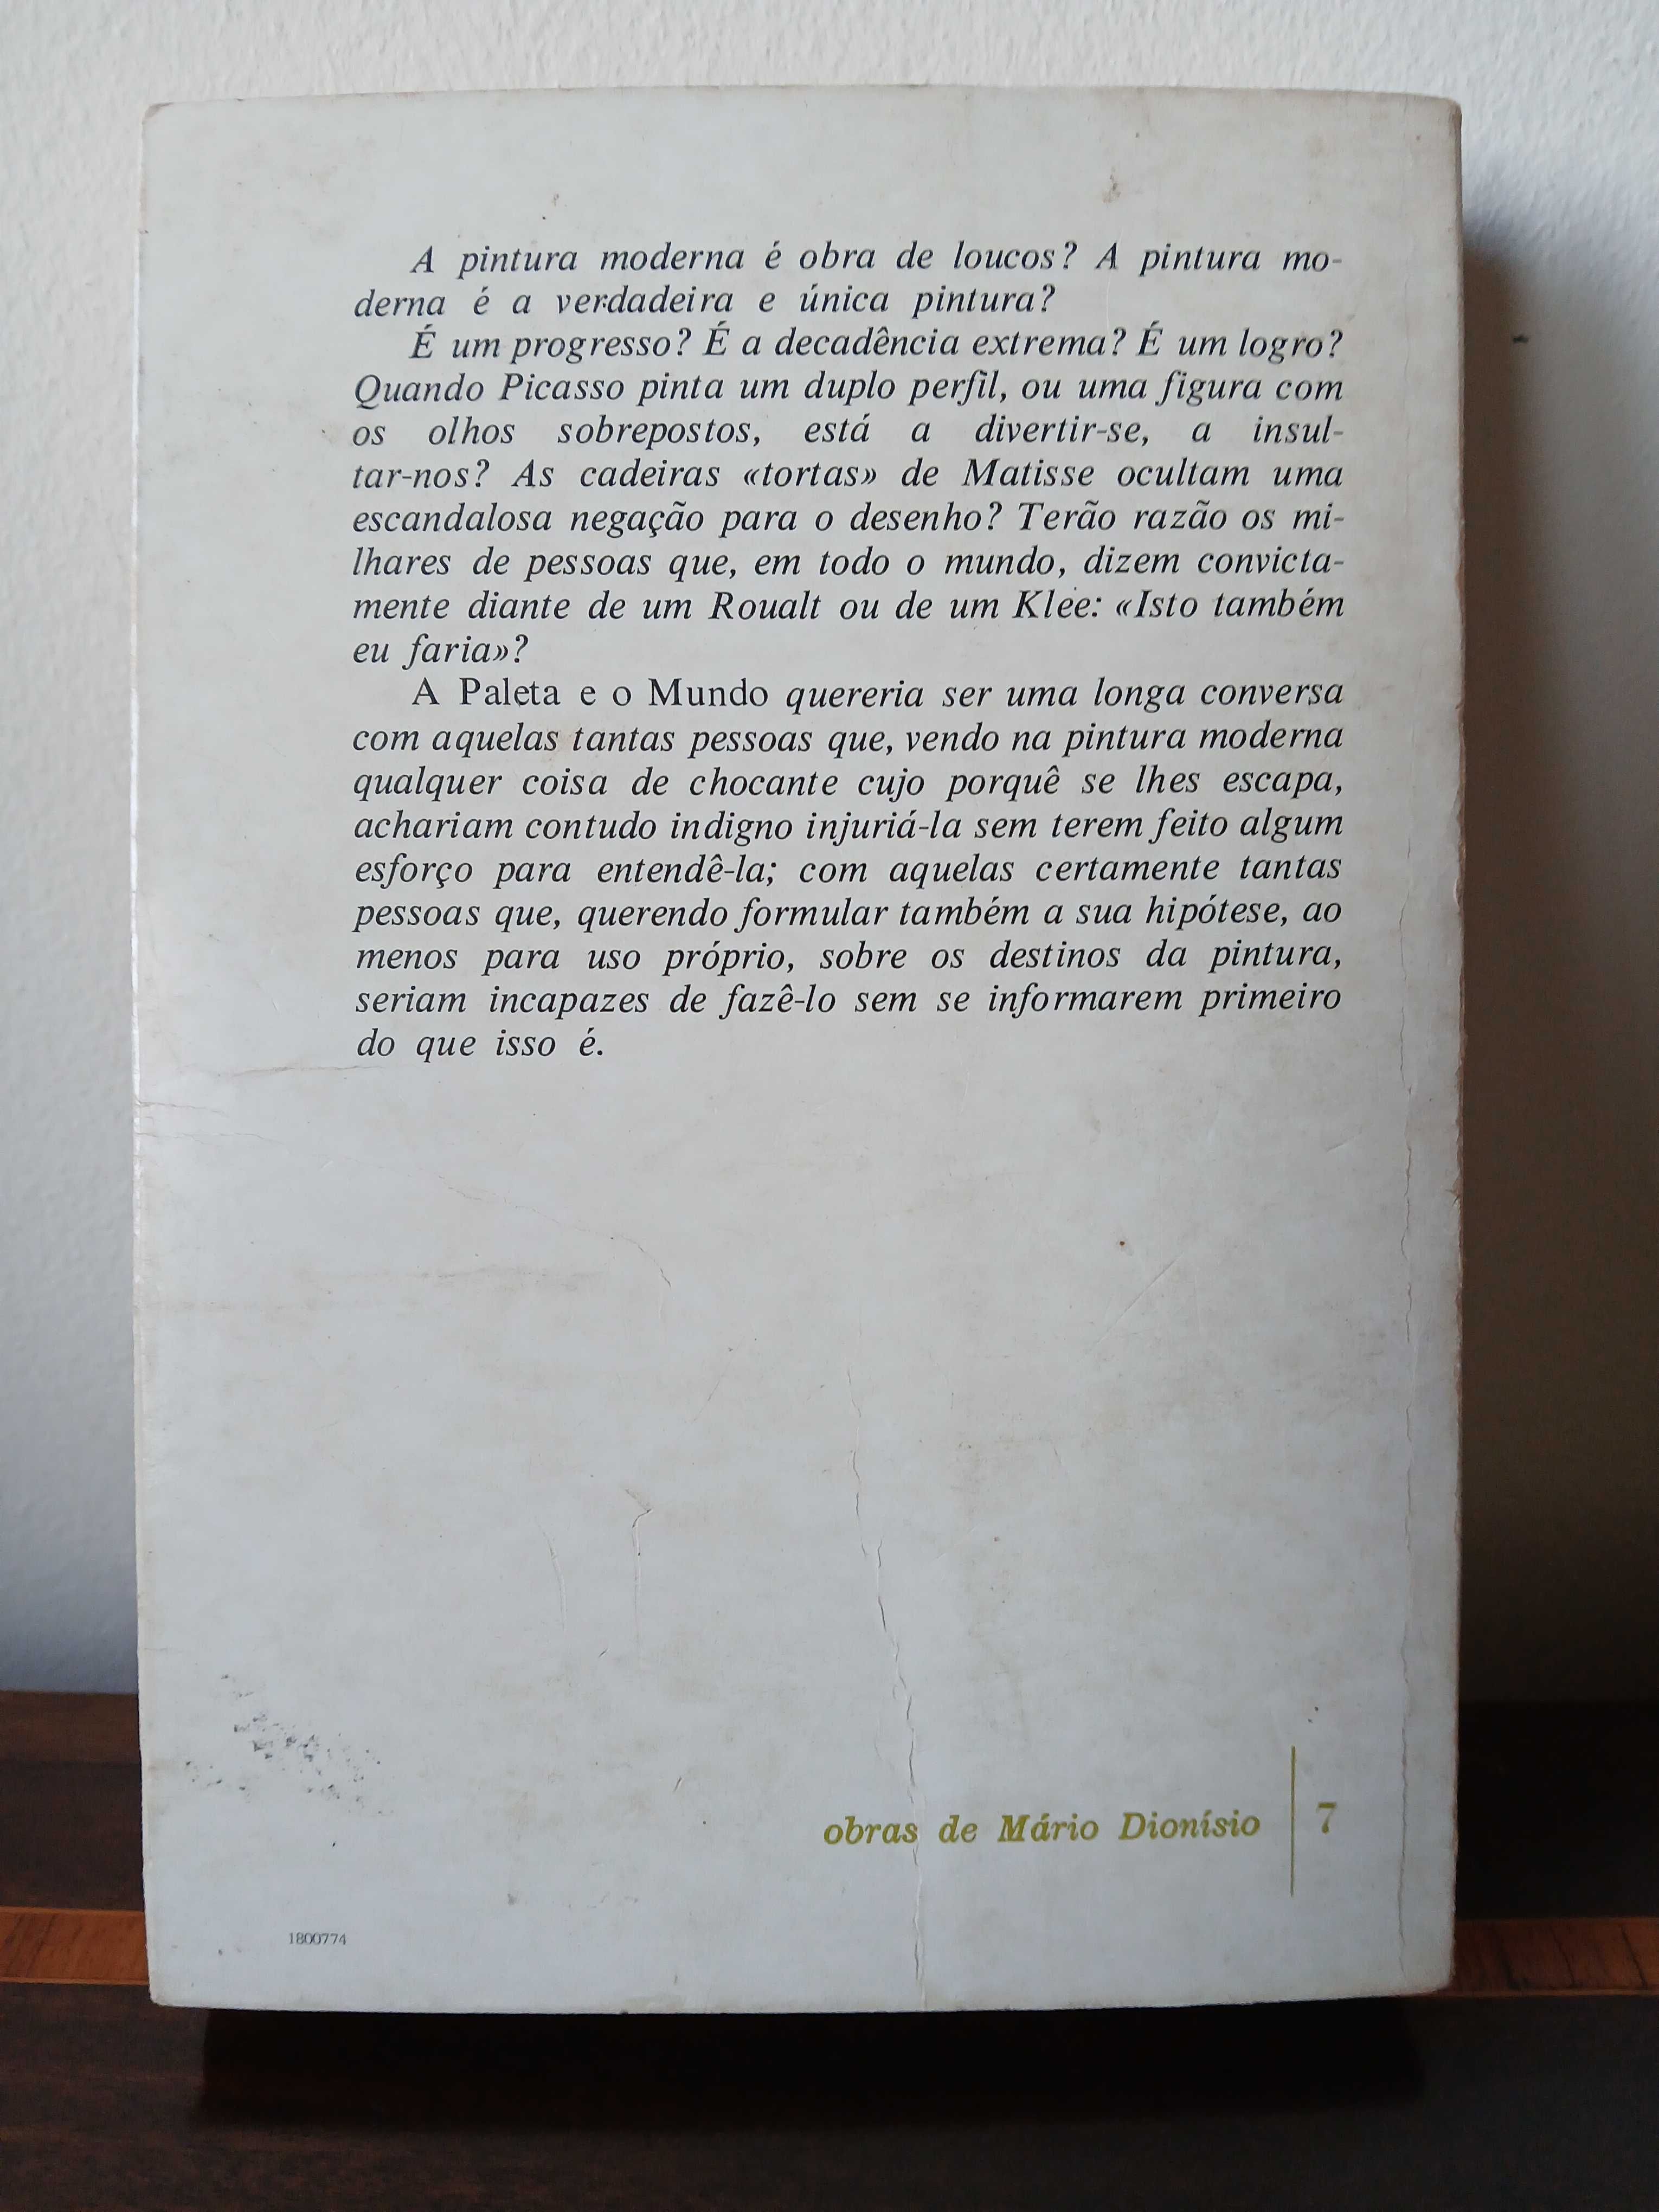 A pintura moderna é obra de loucos? A pintura mo-
derna é a verdadeira e única pintura?
É um progresso? É a decadência extrema? É um logro?
Quando Picasso pinta um duplo perfil, ou uma figura com
os olhos sobrepostos, está a divertir-se, a insul-
tar-nos? As cadeiras «tortas» de Matisse ocultam uma
escandalosa negação para o desenho? Terão razão os mi-
lhares de pessoas que, em todo o mundo, dizem convicta-
mente diante de um Roualt ou de um Klee: «Isto também
eu faria»?
A Paleta e o Mundo quereria ser uma longa conversa
com aquelas tantas pessoas que, vendo na pintura moderna
qualquer coisa de chocante cujo porquê se lhes escapa,
achariam contudo indigno injuriá-la sem terem feito algum
esforço para entendê-la; com aquelas certamente tantas
pessoas que, querendo formular também a sua hipótese, ao
menos para uso próprio, sobre os destinos da pintura,
seriam incapazes de fazê-lo sem se informarem primeiro
do que isso é.
obras de Mário Dionísio 7
1800774